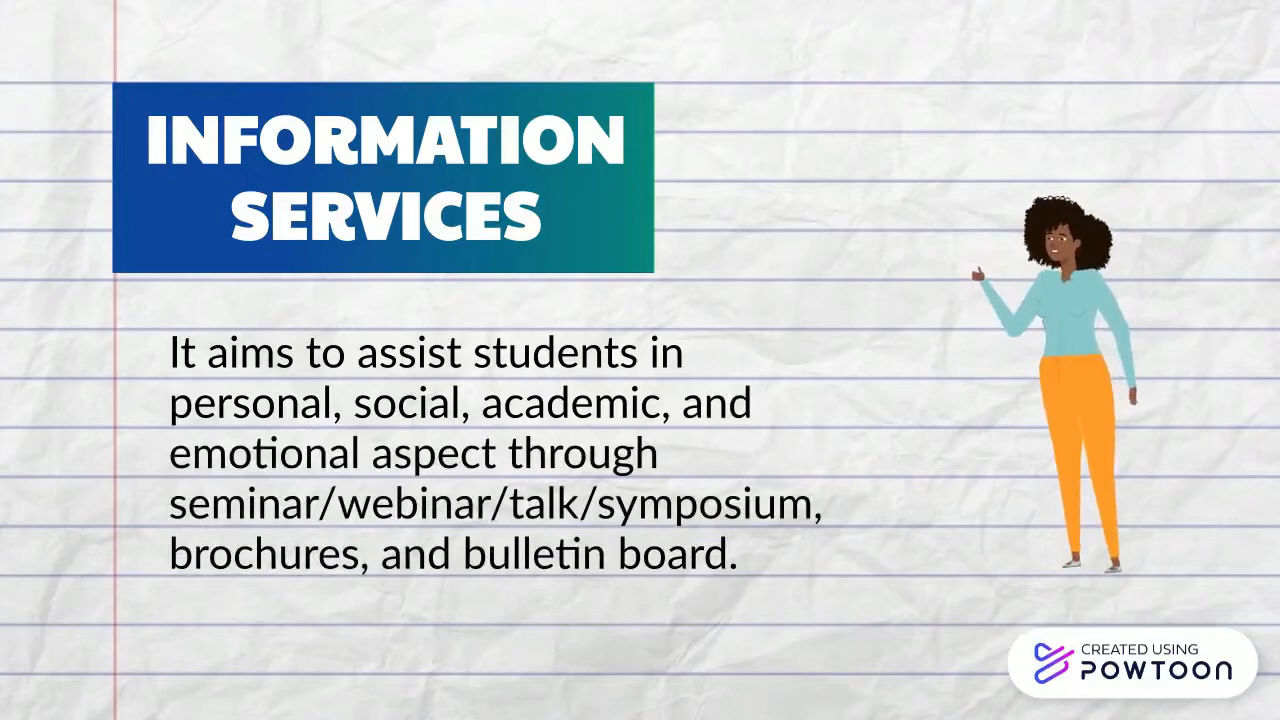 INFORMATION
SERVICES
It aims to assist students in
personal, social, academic, and
emotional aspect through
seminar/webinar/talk/symposium,
brochures, and bulletin board.
CREATED USING
POWTOON